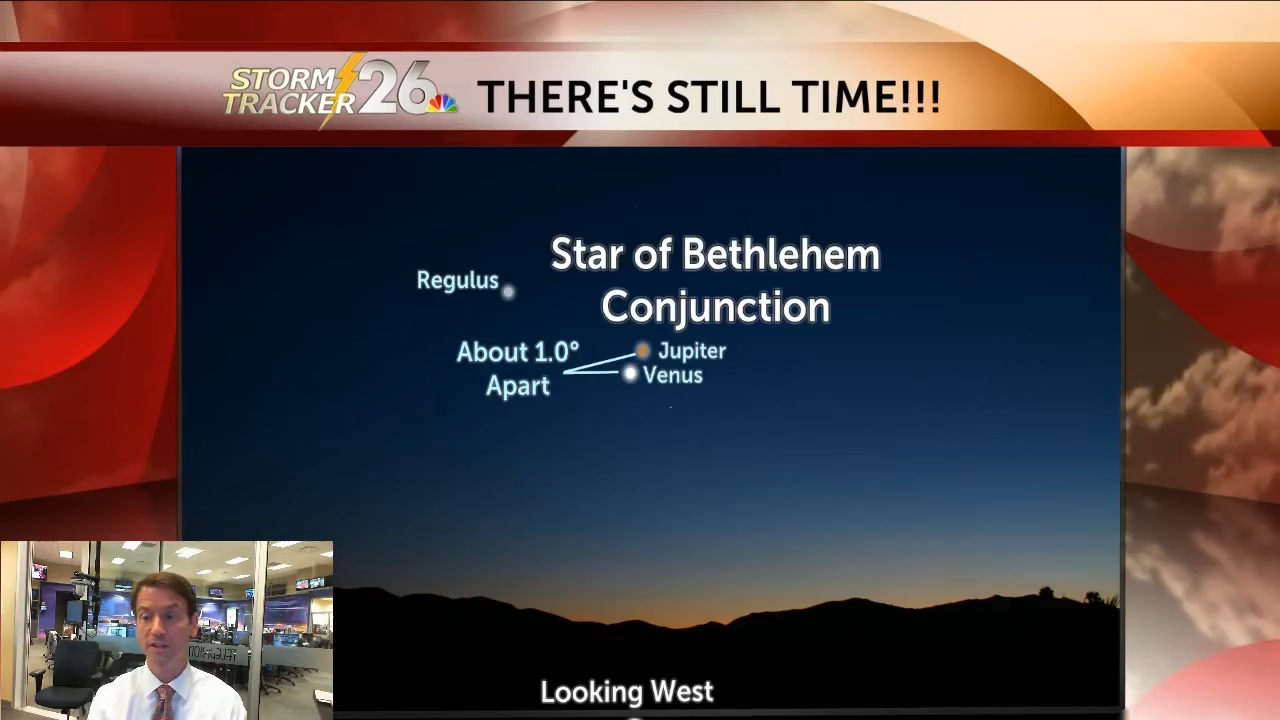 STORM
TRACKER 26
THERE'S STILL TIME!!!
Star of Bethlehem
Conjunction
Regulus
About 1.0°
Apart
Jupiter
Venus
Looking West